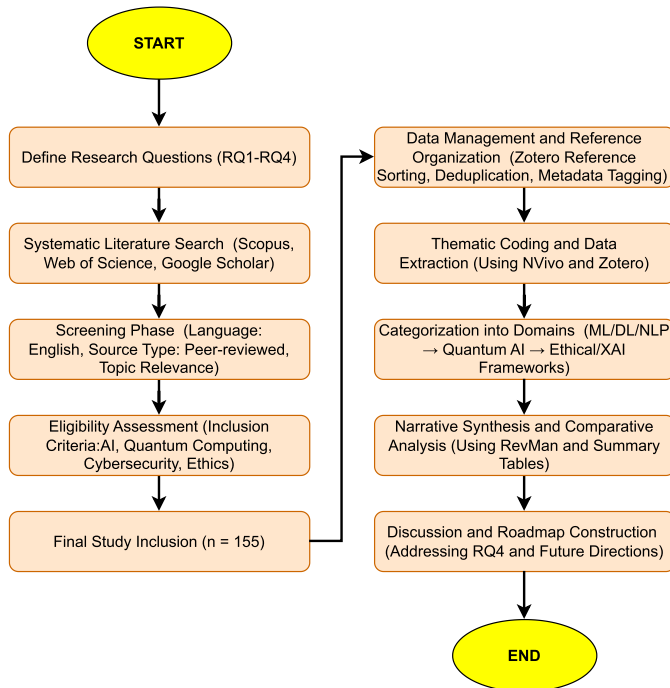 START
Define Research Questions (RQ1-RQ4)
Systematic Literature Search (Scopus,
Web of Science, Google Scholar)
Screening Phase (Language:
English, Source Type: Peer-reviewed,
Topic Relevance)
Eligibility Assessment (Inclusion
Criteria:AI, Quantum Computing,
Cybersecurity, Ethics)
Final Study Inclusion (n = 155)
Data Management and Reference
Organization (Zotero Reference
Sorting, Deduplication, Metadata Tagging)
Thematic Coding and Data
Extraction (Using NVivo and Zotero)
Categorization into Domains (ML/DL/NLP
→ Quantum AI → Ethical/XAI
Frameworks)
Narrative Synthesis and Comparative
Analysis (Using RevMan and Summary
Tables)
Discussion and Roadmap Construction
(Addressing RQ4 and Future Directions)
END